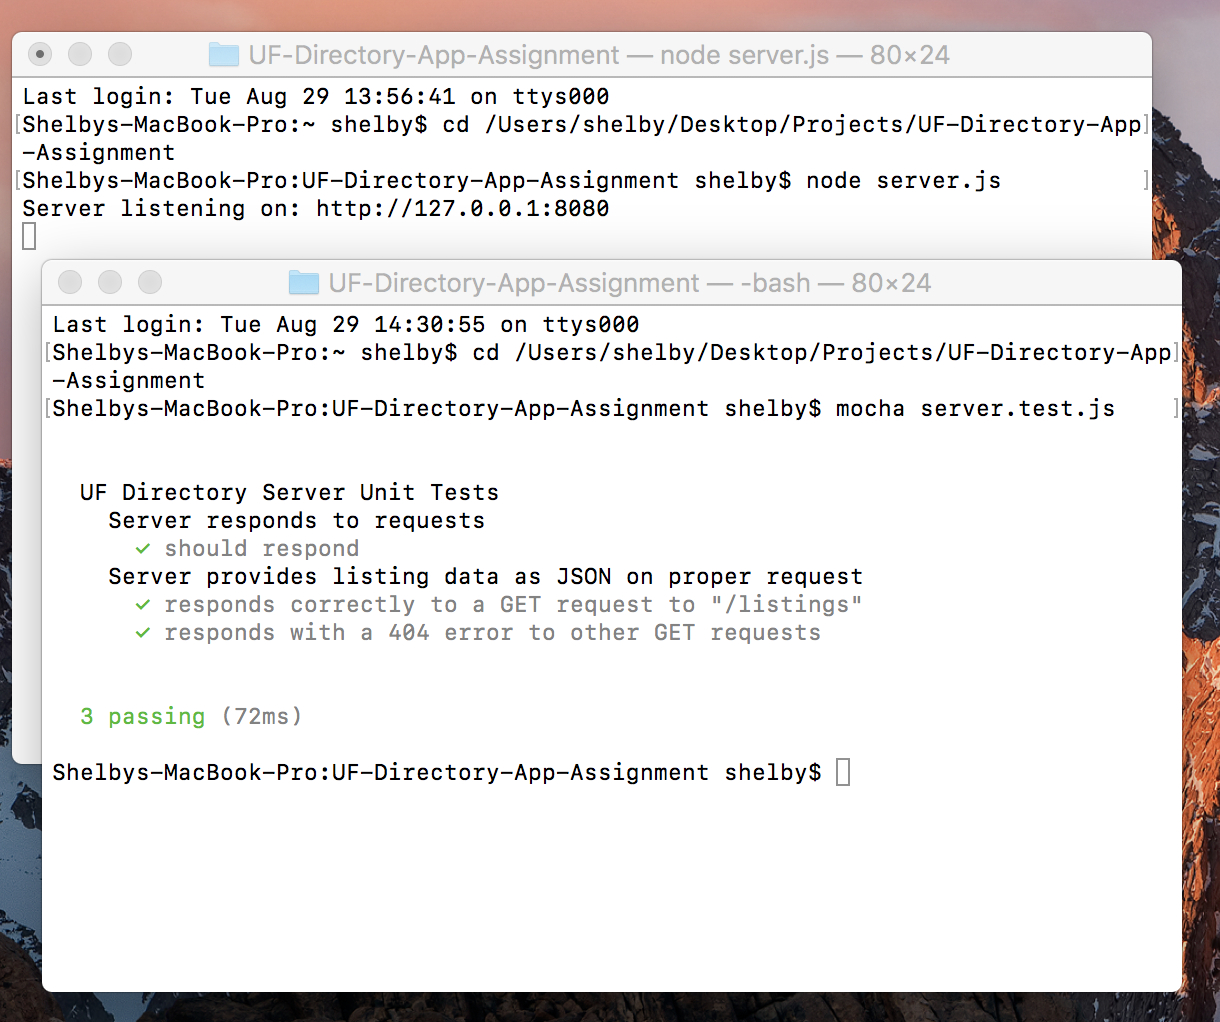 UF-Directory-App-Assignment — node server.js — 80×24
Last login: Tue Aug 29 13:56:41 on ttys000
[Shelbys-MacBook-Pro:~ shelby$ cd /Users/shelby/Desktop/Projects/UF-Directory-App]
-Assignment
[Shelbys-MacBook-Pro:UF-Directory-App-Assignment shelby$ node server.js ]
Server listening on: http://127.0.0.1:8080
UF-Directory-App-Assignment — -bash — 80×24
Last login: Tue Aug 29 14:30:55 on ttys000
[Shelbys-MacBook-Pro:~ shelby$ cd /Users/shelby/Desktop/Projects/UF-Directory-App]
-Assignment
[Shelbys-MacBook-Pro:UF-Directory-App-Assignment shelby$ mocha server.test.js ]
UF Directory Server Unit Tests
Server responds to requests
✓ should respond
Server provides listing data as JSON on proper request
✓ responds correctly to a GET request to "/listings"
✓ responds with a 404 error to other GET requests
3 passing (72ms)
Shelbys-MacBook-Pro:UF-Directory-App-Assignment shelby$